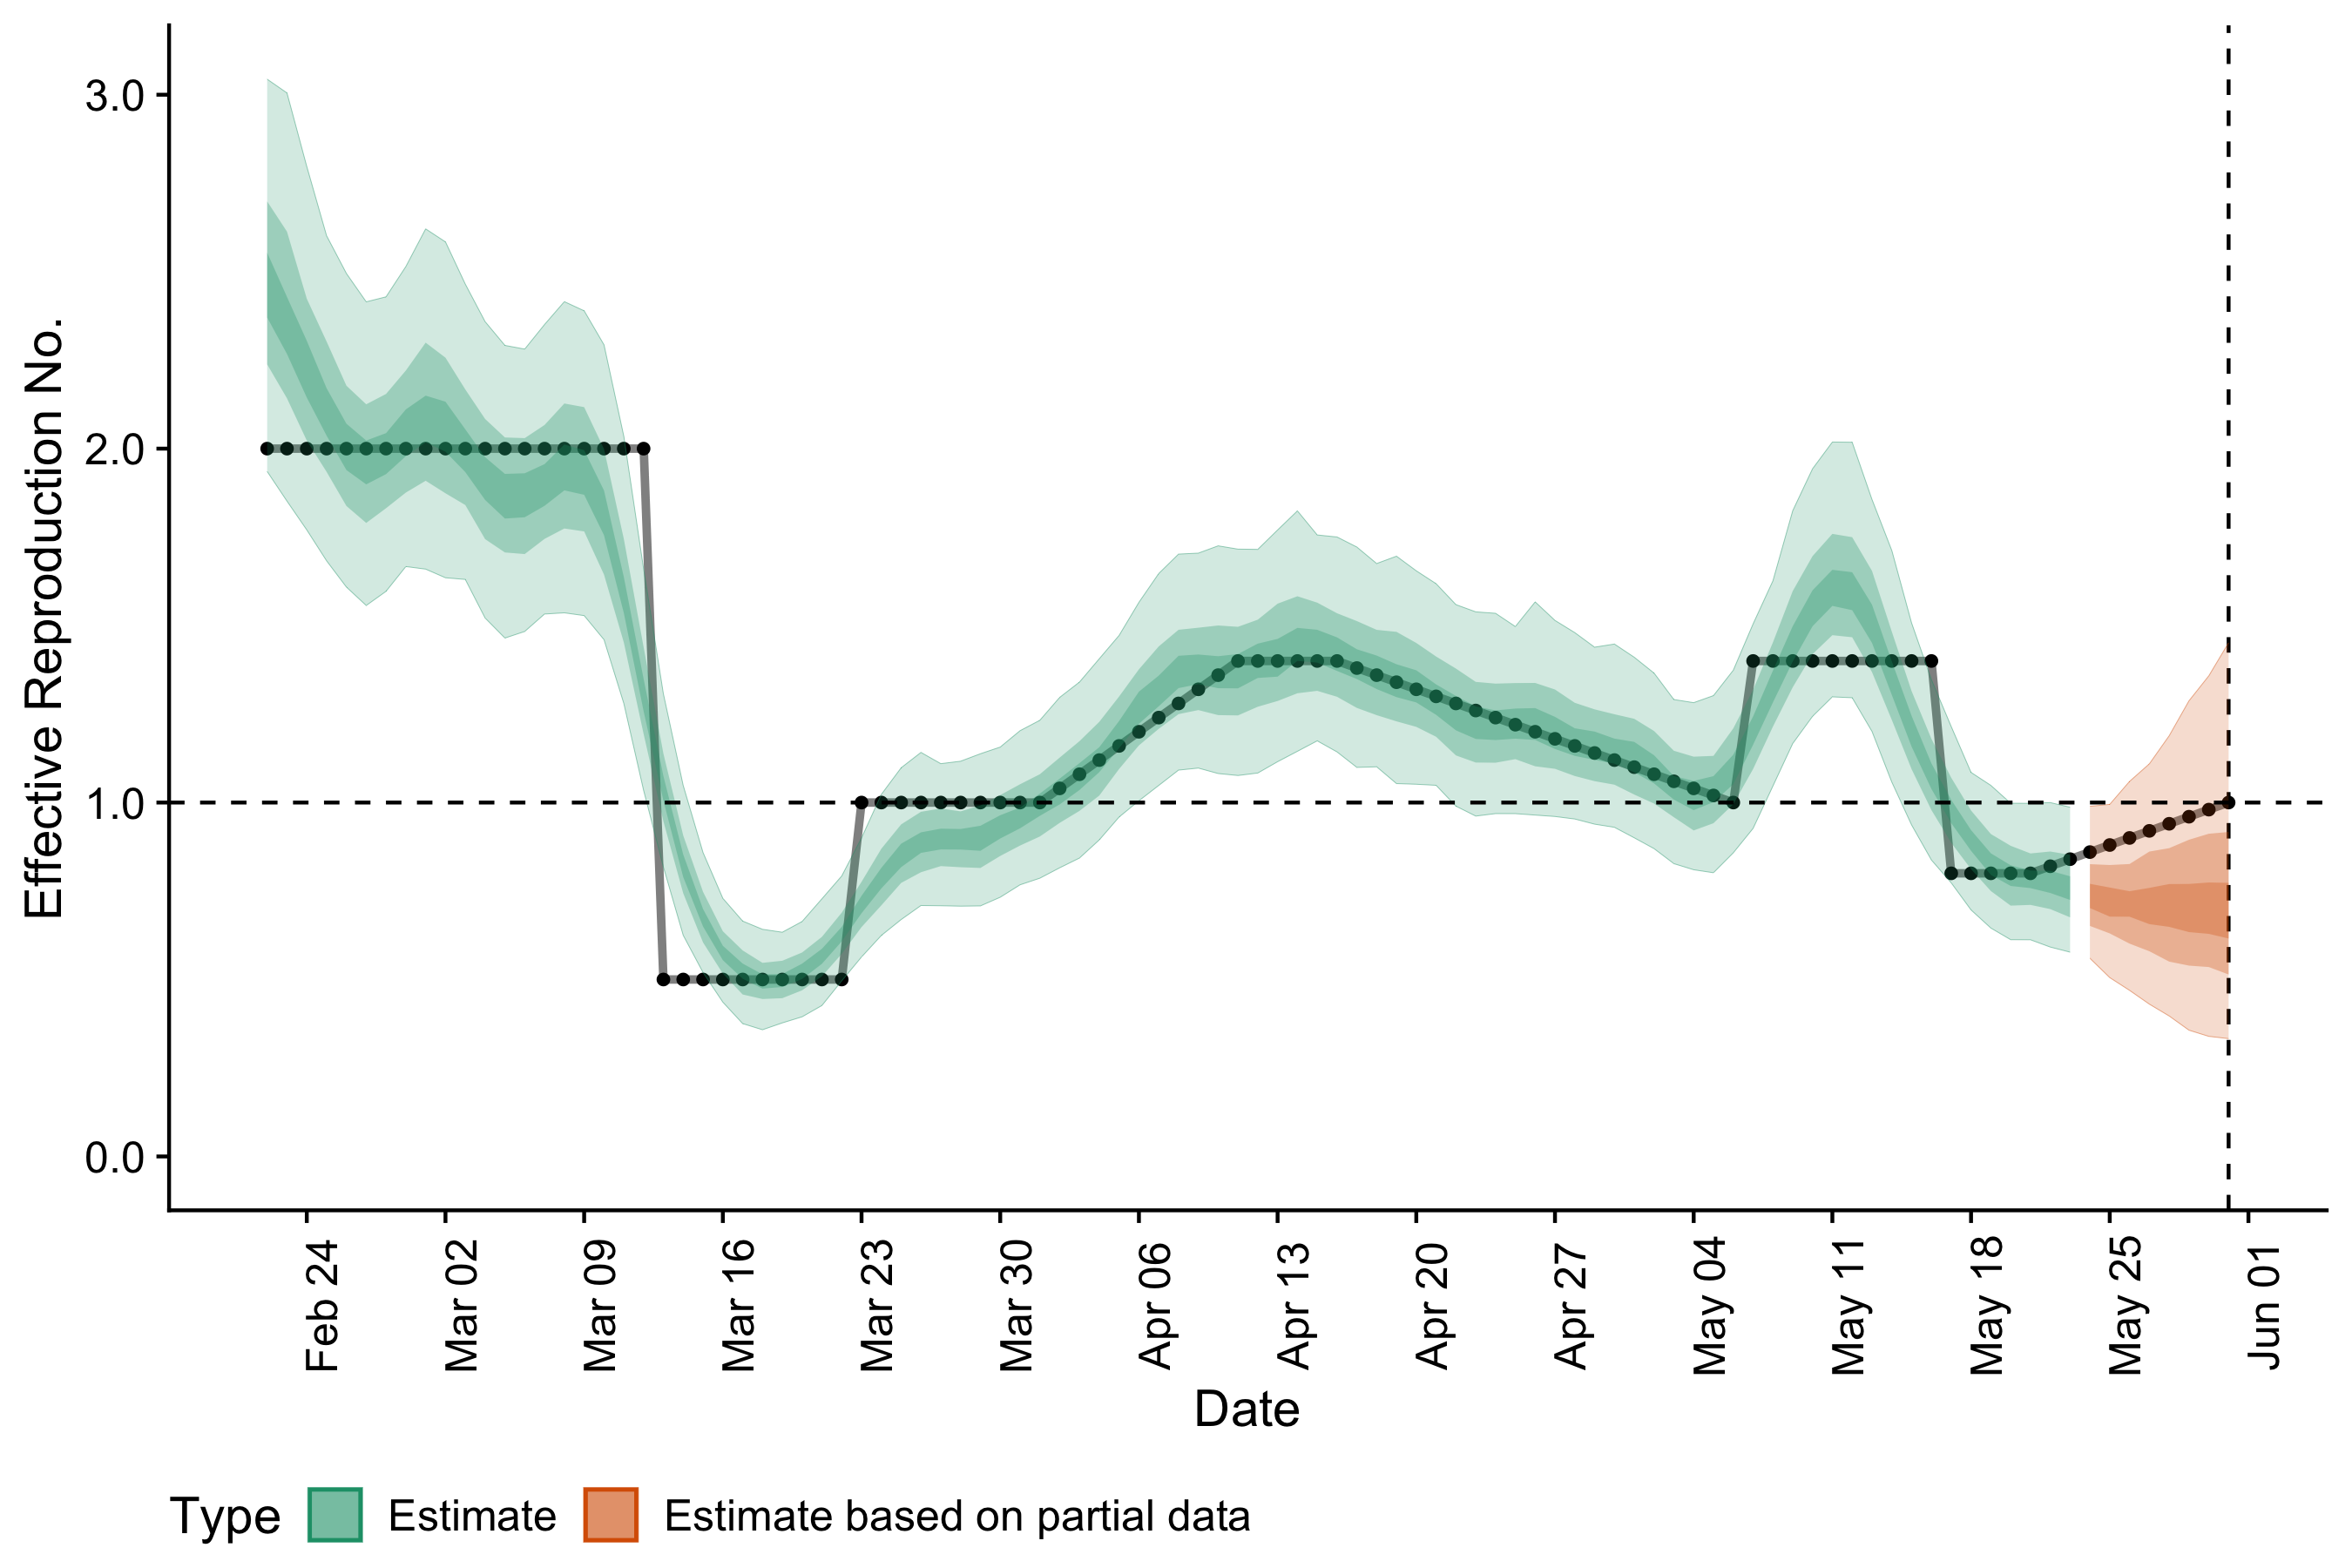 Effective Reproduction No.
3.0
2.0
1.0
0.0
Feb 24
Mar 02
Mar 09
Mar 16
Mar 23
Mar 30
Apr 06
Apr 13
Apr 20
Apr 27
May 04
May 11
May 18
May 25
Jun 01
Date
Type Estimate Estimate based on partial data